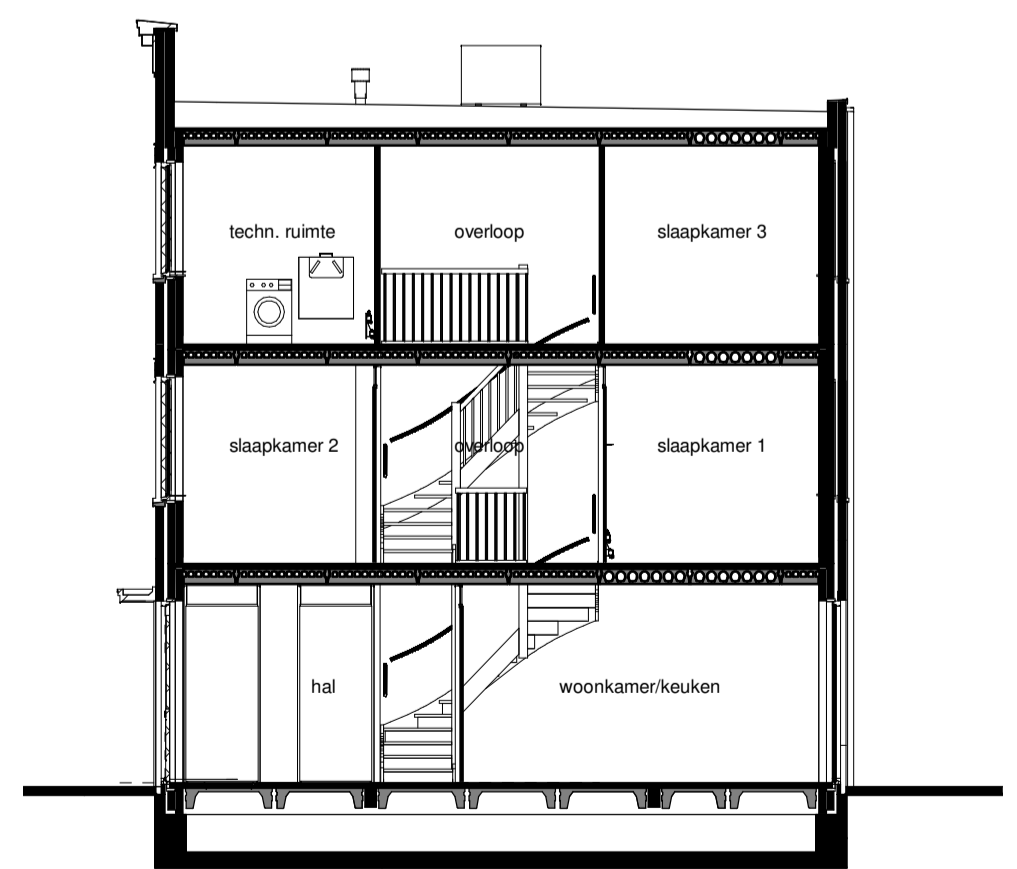 techn. ruimte
overloop
slaapkamer 3
slaapkamer 2
overloop
slaapkamer 1
hal
woonkamer/keuken